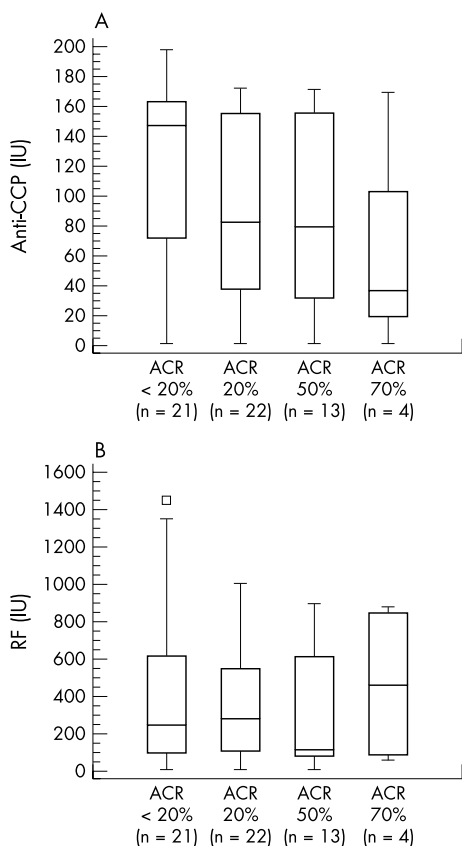 A
Anti-CCP (IU)
200
180
160
140
120
100
80
60
40
20
0
ACR ACR ACR ACR
< 20% 20% 50% 70%
(n = 21) (n = 22) (n = 13) (n = 4)
B
RF (IU)
1600
1400
1200
1000
800
600
400
200
0
ACR ACR ACR ACR
< 20% 20% 50% 70%
(n = 21) (n = 22) (n = 13) (n = 4)